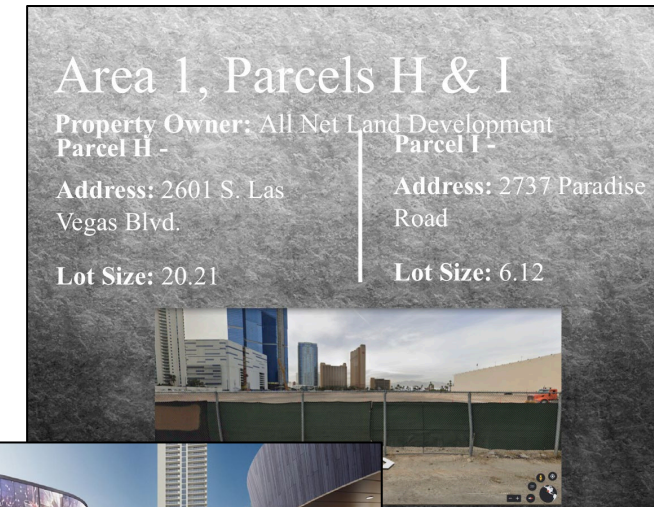 Area 1, Parcels H & I
Property Owner: All Net Land Development
Parcel H -
Address: 2601 S. Las
Vegas Blvd.
Lot Size: 20.21
Parcel I -
Address: 2737 Paradise
Road
Lot Size: 6.12